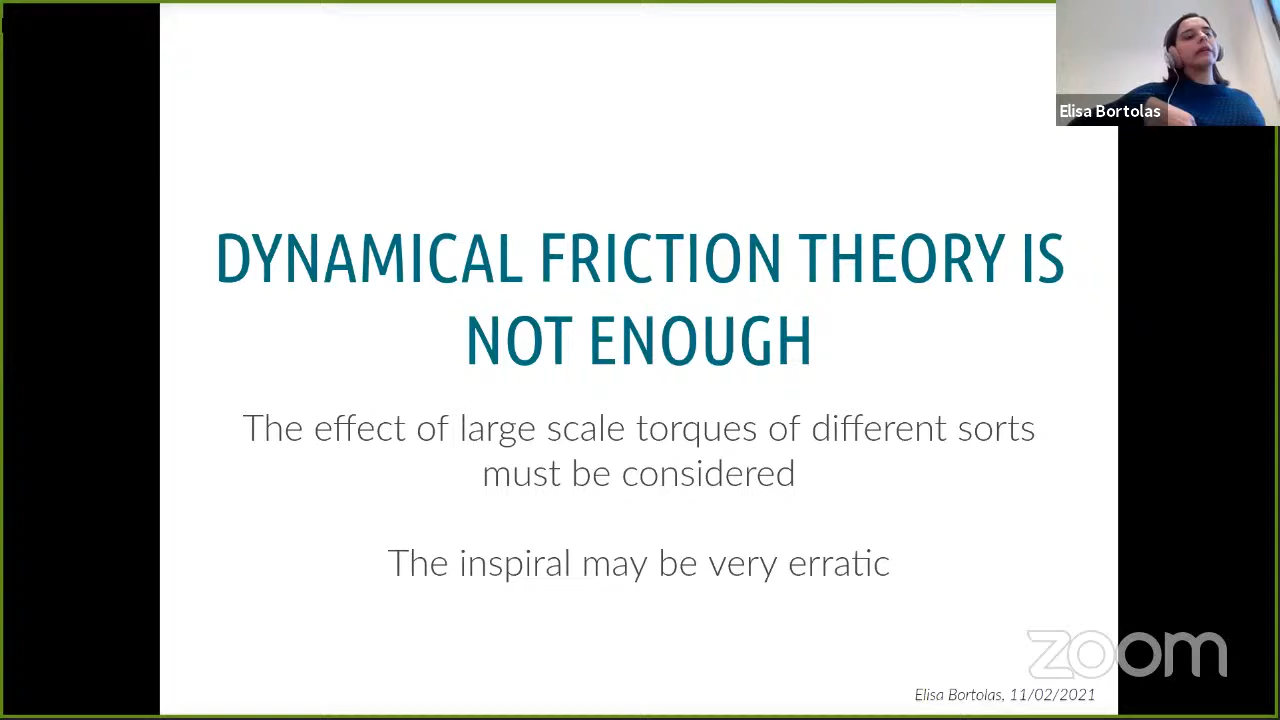 Elisa Bortolas
DYNAMICAL FRICTION THEORY IS
NOT ENOUGH
The effect of large scale torques of different sorts
must be considered
The inspiral may be very erratic
zoom
Elisa Bortolas, 11/02/2021